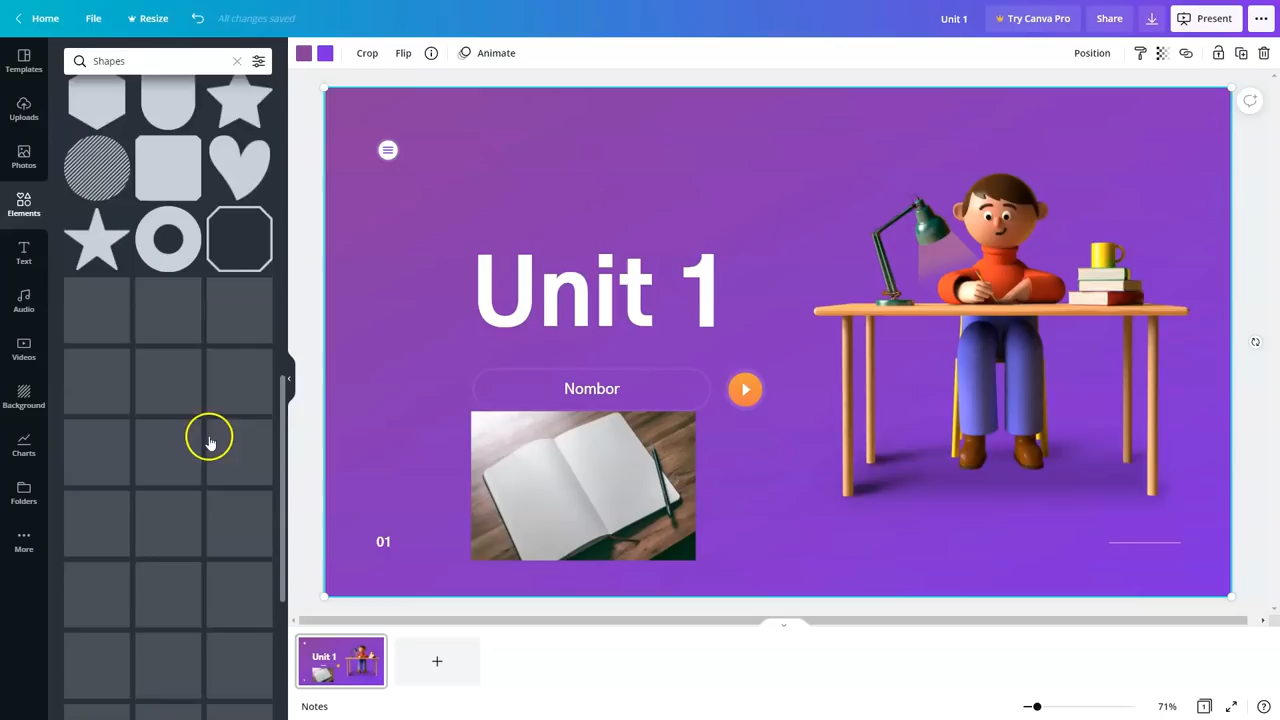 Home
File
Resize
All changes saved
Unit 1
Try Canva Pro
Share
Present
Templates
Uploads
Photos
Elements
Text
Audio
Videos
Background
Charts
Folders
More
Shapes
Crop
Flip
Animate
Position
Unit 1
Nombor
01
Unit 1
Notes
71%
1